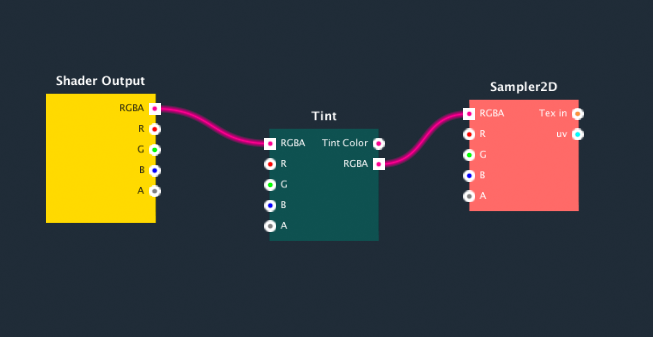 Shader Output
RGBA
R
G
B
A
Tint
RGBA Tint Color
R RGBA
G
B
A
Sampler2D
RGBA Tex in
R uv
G
B
A